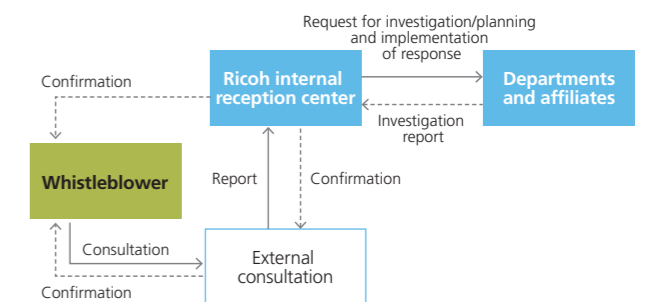 Request for investigation/planning
and implementation
of response
Confirmation
Ricoh internal
reception center
Departments
and affiliates
Investigation
report
Whistleblower
Report
Confirmation
Consultation
External
consultation
Confirmation